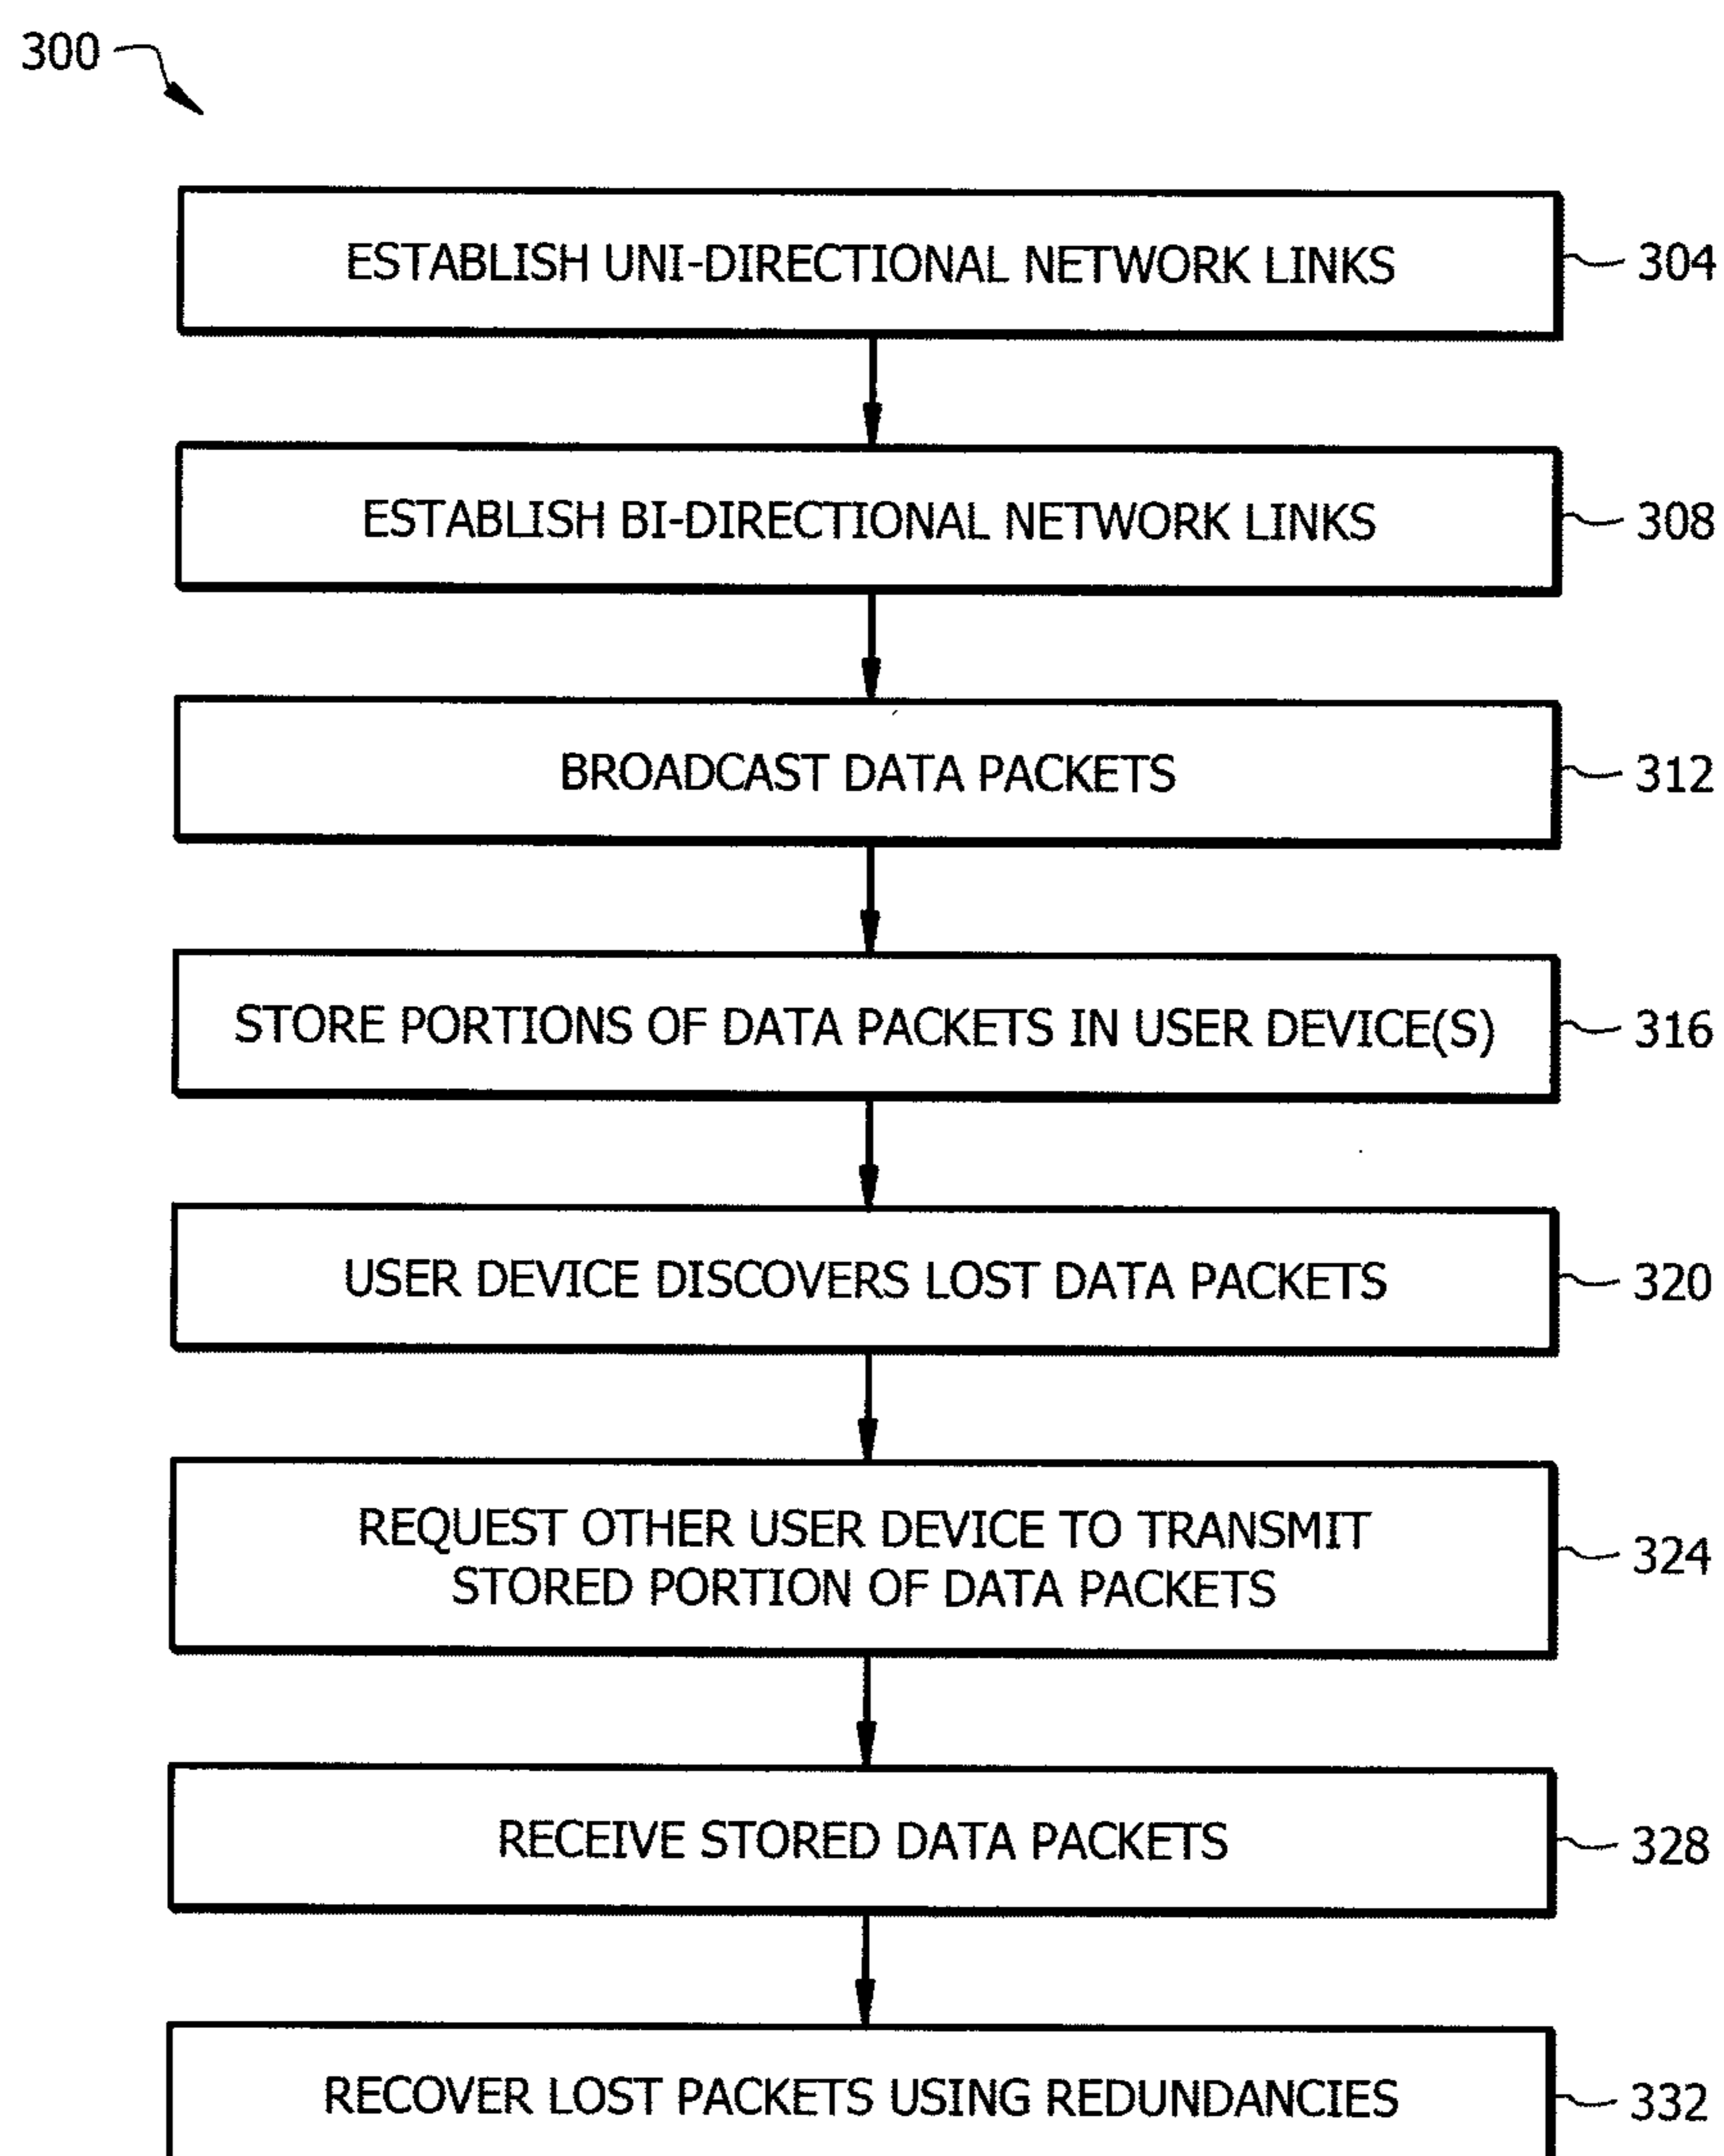 300
ESTABLISH UNI-DIRECTIONAL NETWORK LINKS
304
ESTABLISH BI-DIRECTIONAL NETWORK LINKS
308
BROADCAST DATA PACKETS
312
STORE PORTIONS OF DATA PACKETS IN USER DEVICE(S)
316
USER DEVICE DISCOVERS LOST DATA PACKETS
320
REQUEST OTHER USER DEVICE TO TRANSMIT
STORED PORTION OF DATA PACKETS
324
RECEIVE STORED DATA PACKETS
328
RECOVER LOST PACKETS USING REDUNDANCIES
332